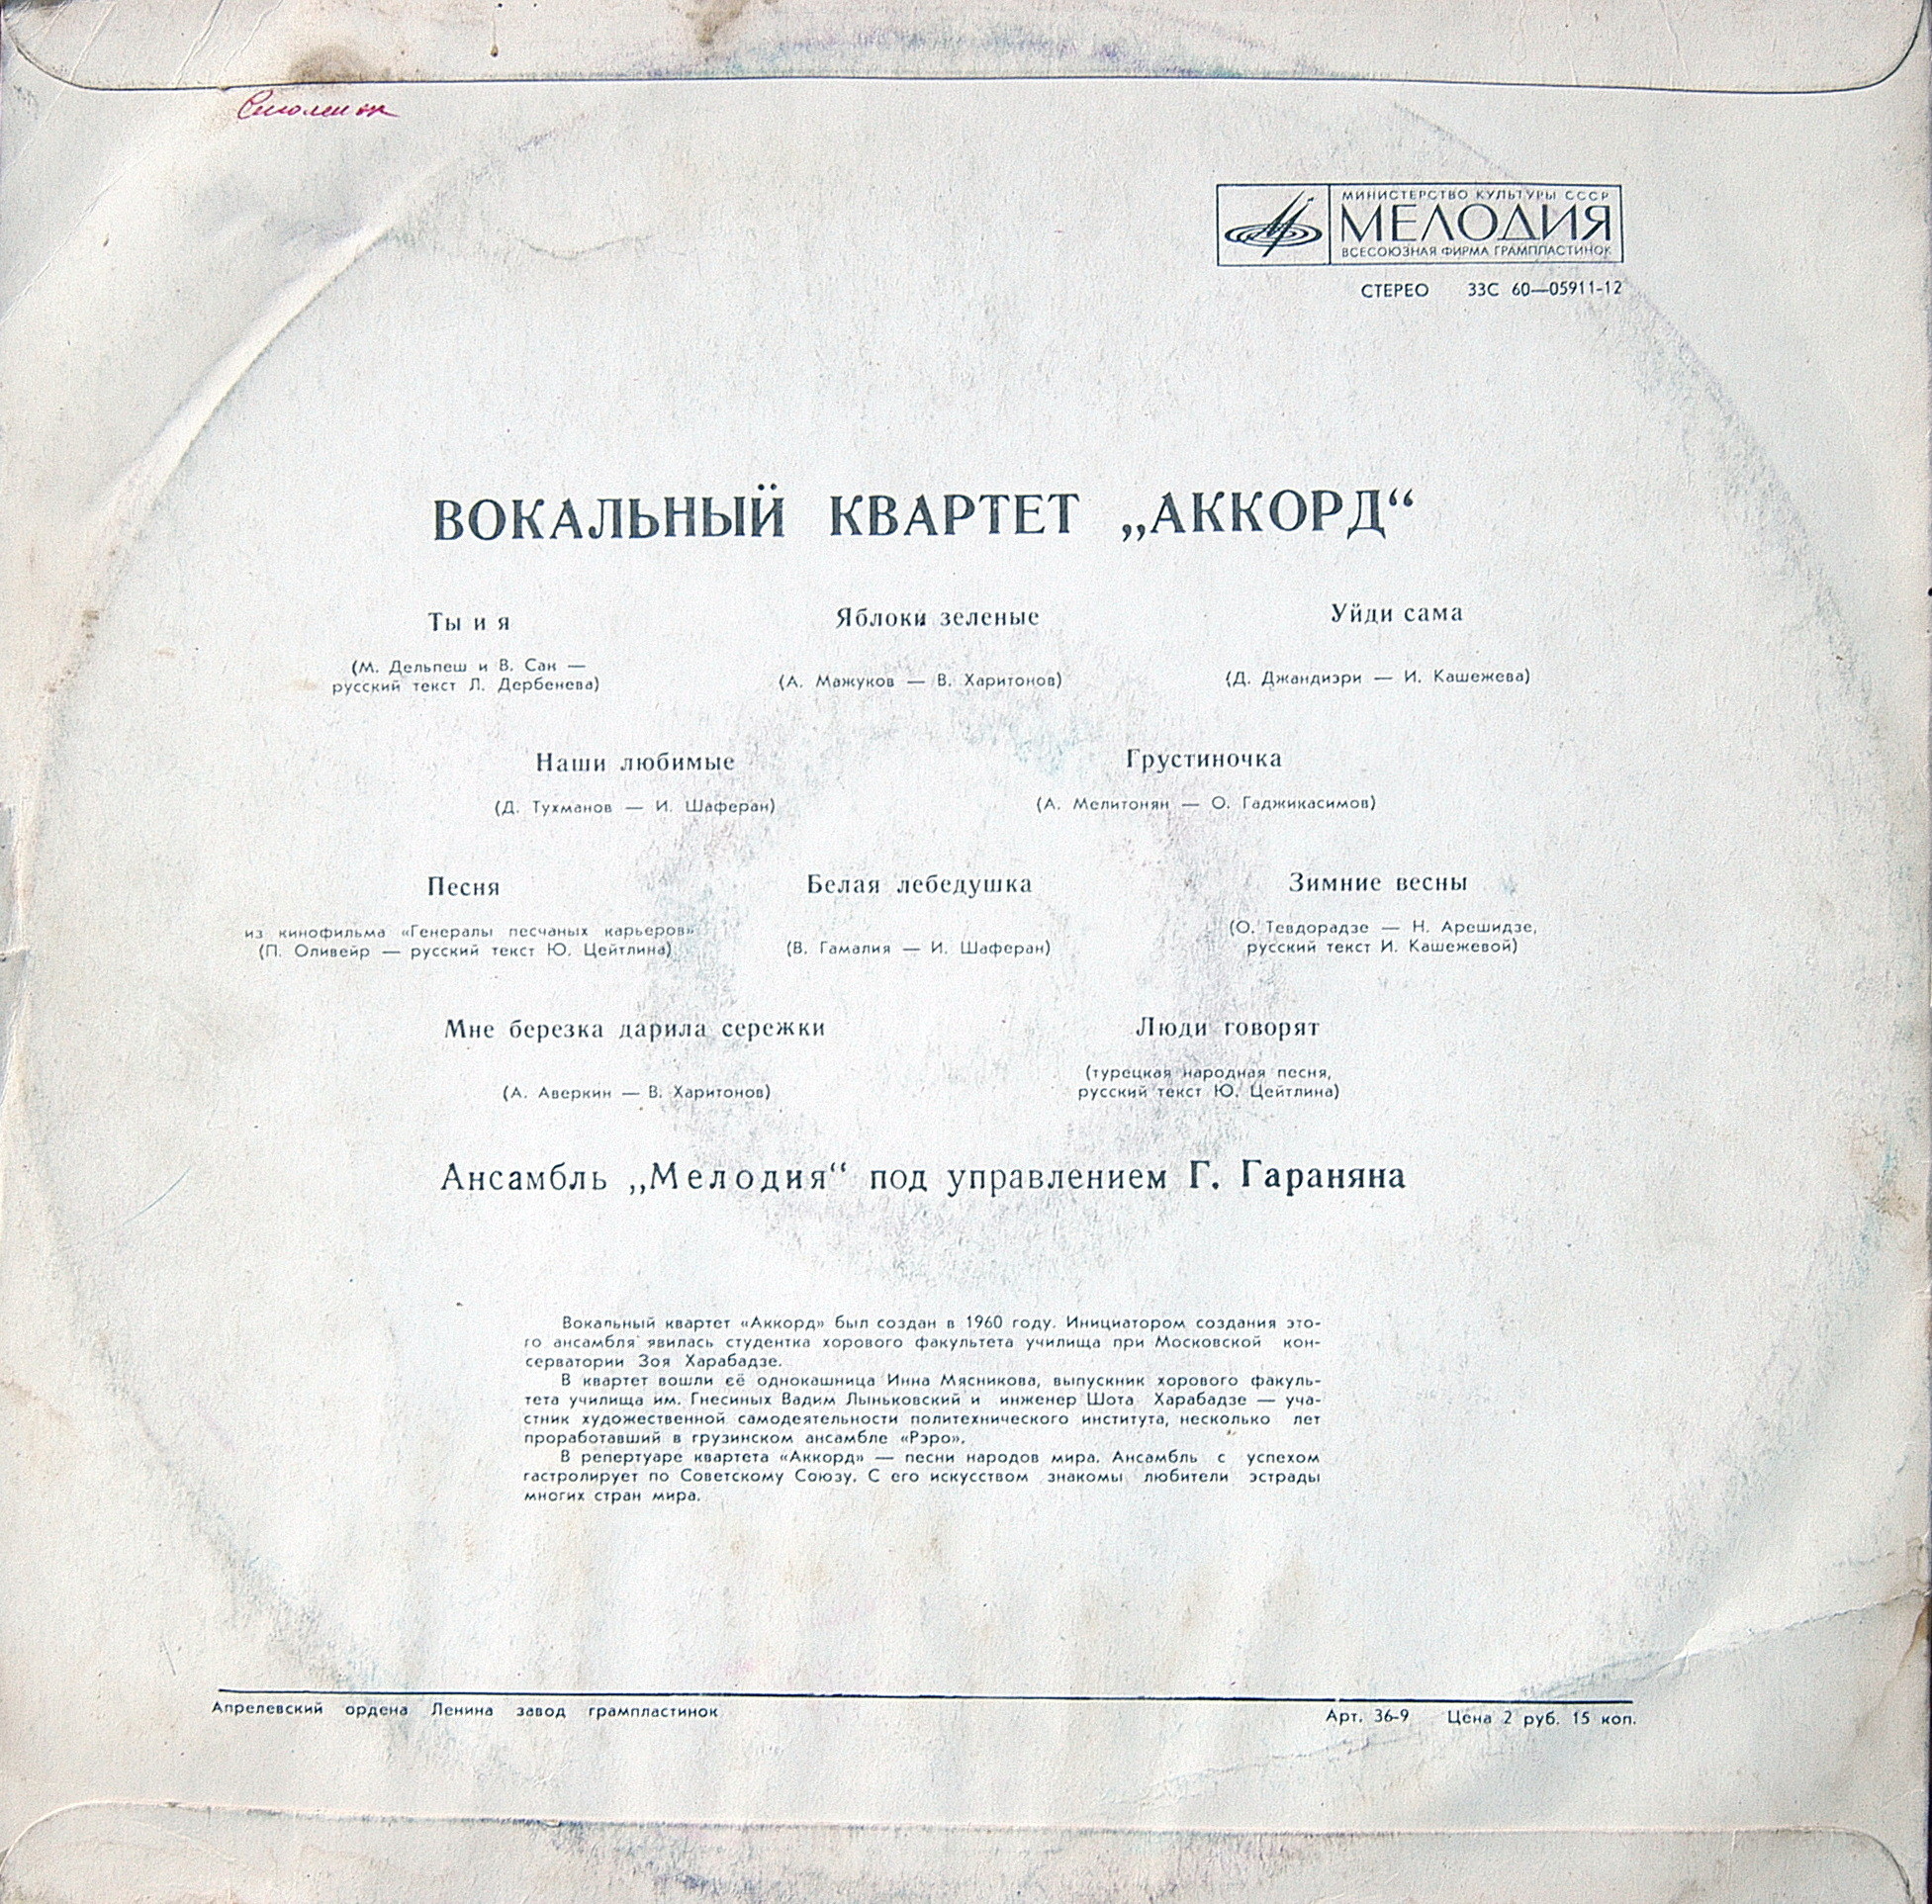 Смоленск
МИНИСТЕРСТВО КУЛЬТУРЫ СССР
МЕЛОДИЯ
ВСЕСОЮЗНАЯ ФИРМА ГРАМПЛАСТИНОК
СТЕРЕО 33С 60—05911-12
ВОКАЛЬНЫЙ КВАРТЕТ „АККОРД“
Ты и я
(М. Дельпеш и В. Сан —
русский текст Л. Дербенева)
Яблоки зеленые
(А. Мажуков — В. Харитонов)
Уйди сама
(Д. Джандиэри — И. Кашежева)
Наши любимые
(Д. Тухманов — И. Шаферан)
Грустиночка
(А. Мелитонян — О. Гаджикасимов)
Песня
из кинофильма «Генералы песчаных карьеров»
(П. Оливейр — русский текст Ю. Цейтлина)
Белая лебедушка
(В. Гамалия — И. Шаферан)
Зимние весны
(О. Тевдорадзе — Н. Арешидзе,
русский текст И. Кашежевой)
Мне березка дарила сережки
(А. Аверкин — В. Харитонов)
Люди говорят
(турецкая народная песня,
русский текст Ю. Цейтлина)
Ансамбль „Мелодия“ под управлением Г. Гараняна
Вокальный квартет «Аккорд» был создан в 1960 году. Инициатором создания это-
го ансамбля явилась студентка хорового факультета училища при Московской кон-
серватории Зоя Харабадзе.
В квартет вошли её однокашница Инна Мясникова, выпускник хорового факуль-
тета училища им. Гнесиных Вадим Лыньковский и инженер Шота Харабадзе — уча-
стник художественной самодеятельности политехнического института, несколько лет
проработавший в грузинском ансамбле «Рэро».
В репертуаре квартета «Аккорд» — песни народов мира. Ансамбль с успехом
гастролирует по Советскому Союзу. С его искусством знакомы любители эстрады
многих стран мира.
Апрелевский ордена Ленина завод грампластинок
Арт. 36-9 Цена 2 руб. 15 коп.